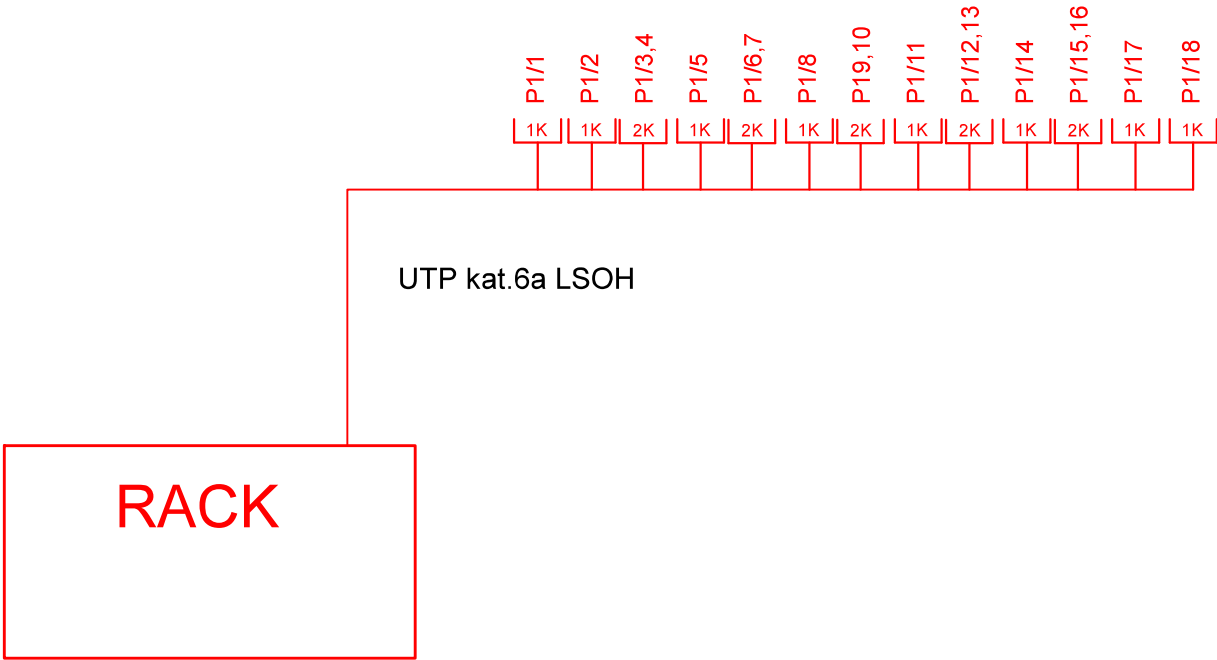 P1/1
P1/2
P1/3,4
P1/5
P1/6,7
P1/8
P19,10
P1/11
P1/12,13
P1/14
P1/15,16
P1/17
P1/18
1K
1K
2K
1K
2K
1K
2K
1K
2K
1K
2K
1K
1K
UTP kat.6a LSOH
RACK